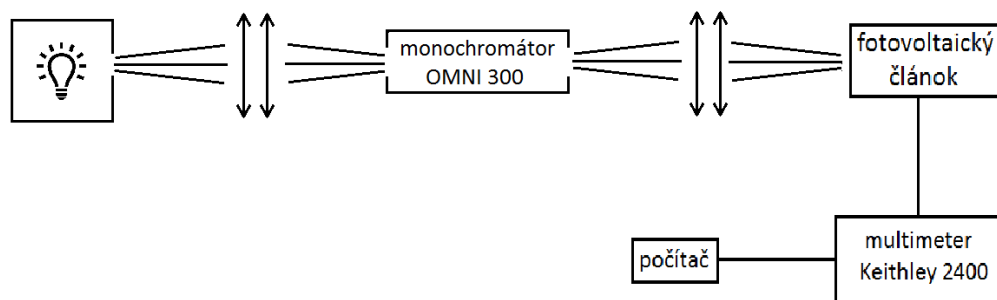 monochromátor
OMNI 300
fotovoltaický
článok
počítač
multimeter
Keithley 2400